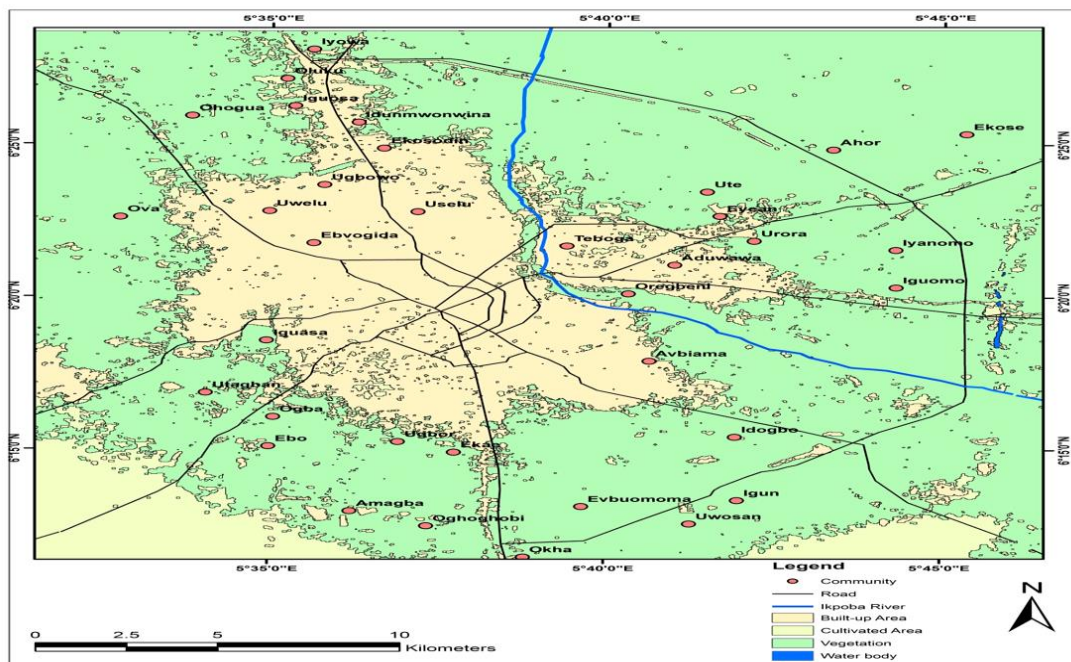 5°35'0"E 5°40'0"E 5°45'0"E
Iyowa
Oluku
Iguosa
Ohogua
Idunmwonwina
Ekosodin
6°25'0"N
6°25'0"N
Ahor
Ekose
Ugbowo
Ute
Uwelu
Uselu
Ova
Eyean
Ebvogida
Teboga
Urora
Iyanomo
Aduwawa
Oregbeni
Iguomo
6°20'0"N
6°20'0"N
Iquasa
Avbiama
Utagban
Ogba
Ebo
Ugbor
Ekae
Idogbo
6°15'0"N
6°15'0"N
Amagba
Oghoghobi
Evbuomoma
Igun
Uwosan
Okha
5°35'0"E 5°40'0"E 5°45'0"E
Legend
Community
Road
Ikpoba River
Built-up Area
Cultivated Area
Vegetation
Water body
N
0 2.5 5 10
Kilometers